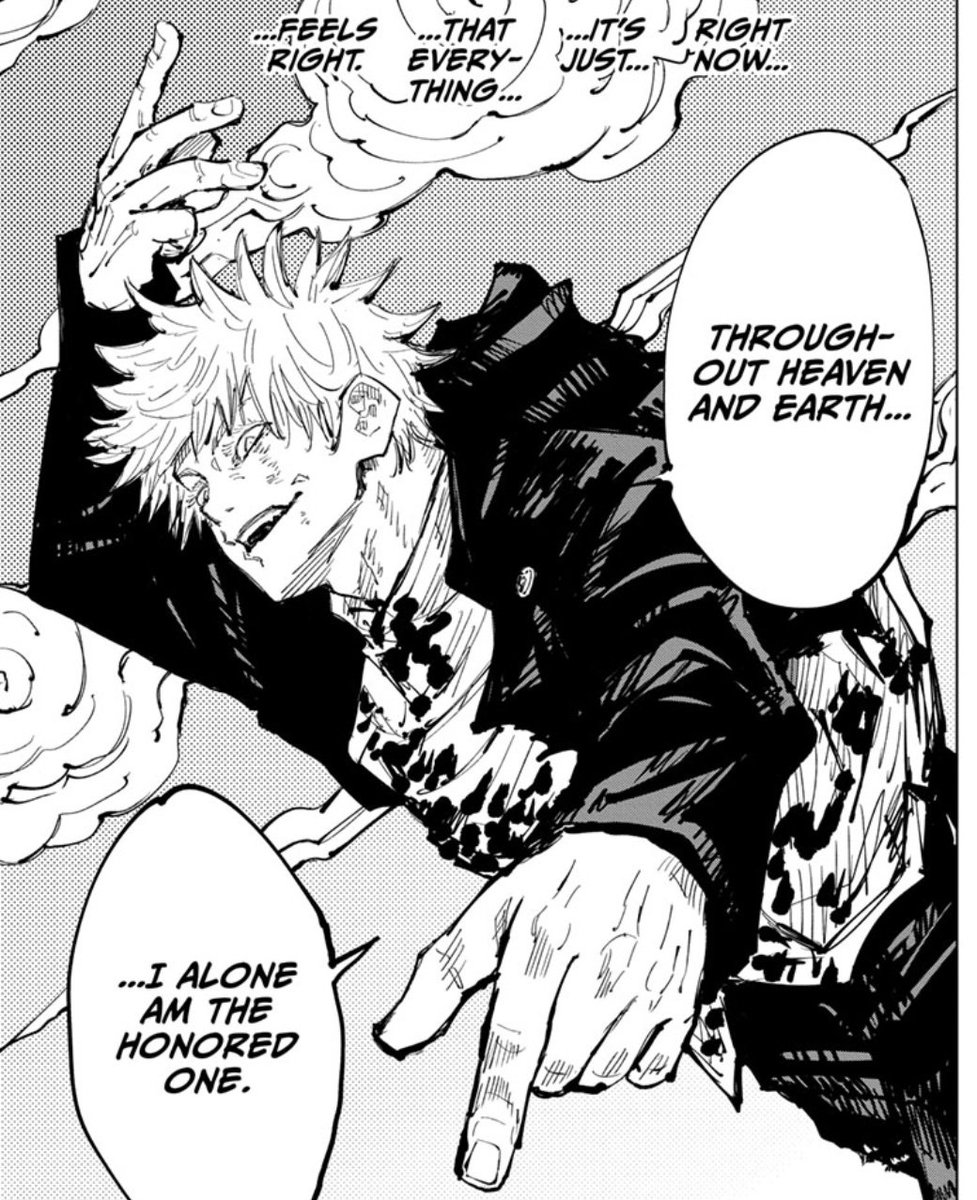 RIGHT
NOW...
...IT'S
JUST...
...THAT
EVERY-
THING...
...FEELS
RIGHT.
THROUGH-
OUT HEAVEN
AND EARTH...
...I ALONE
AM THE
HONORED
ONE.